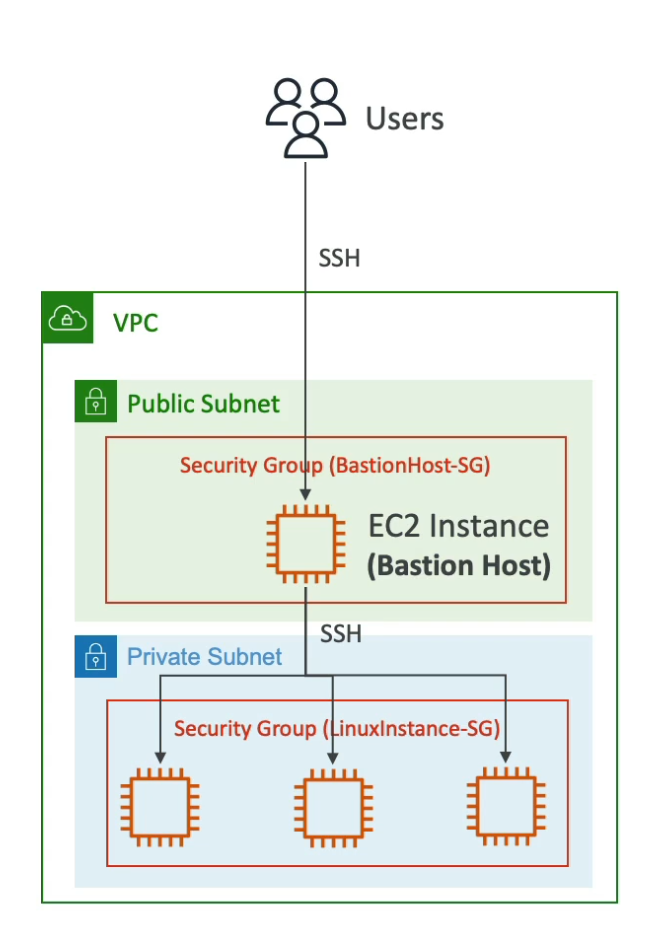 Users
SSH
VPC
Public Subnet
Security Group (BastionHost-SG)
EC2 Instance
(Bastion Host)
SSH
Private Subnet
Security Group (LinuxInstance-SG)